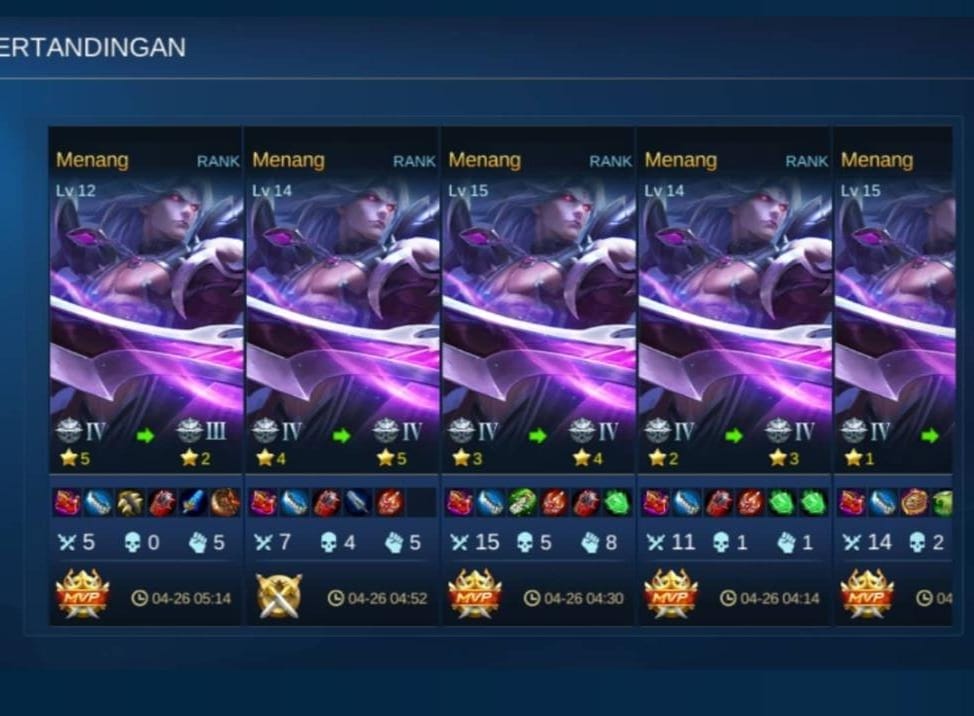 ERTANDINGAN
Menang RANK Menang RANK Menang RANK Menang RANK Menang
Lv 12 Lv 14 Lv 15 Lv 14 Lv 15
IV III IV IV IV IV IV IV IV
5 2 4 5 3 4 2 3 1
5 0 5 7 4 5 15 5 8 11 1 1 14 2
MVP 04-26 05:14 04-26 04:52 MVP 04-26 04:30 MVP 04-26 04:14 MVP 04